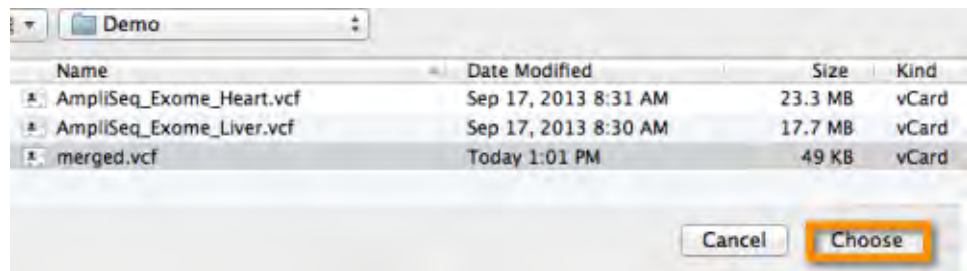 Demo
Name Date Modified Size Kind
AmpliSeq_Exome_Heart.vcf Sep 17, 2013 8:31 AM 23.3 MB vCard
AmpliSeq_Exome_Liver.vcf Sep 17, 2013 8:30 AM 17.7 MB vCard
merged.vcf Today 1:01 PM 49 KB vCard
Cancel Choose